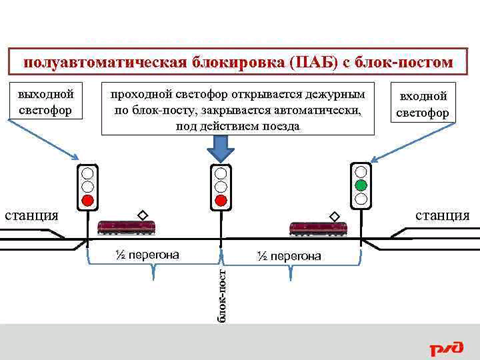 полуавтоматическая блокировка (ПАБ) с блок-постом
выходной
светофор
проходной светофор открывается дежурным
по блок-посту, закрывается автоматически,
под действием поезда
входной
светофор
станция
станция
½ перегона
½ перегона
блок-пост
ржд